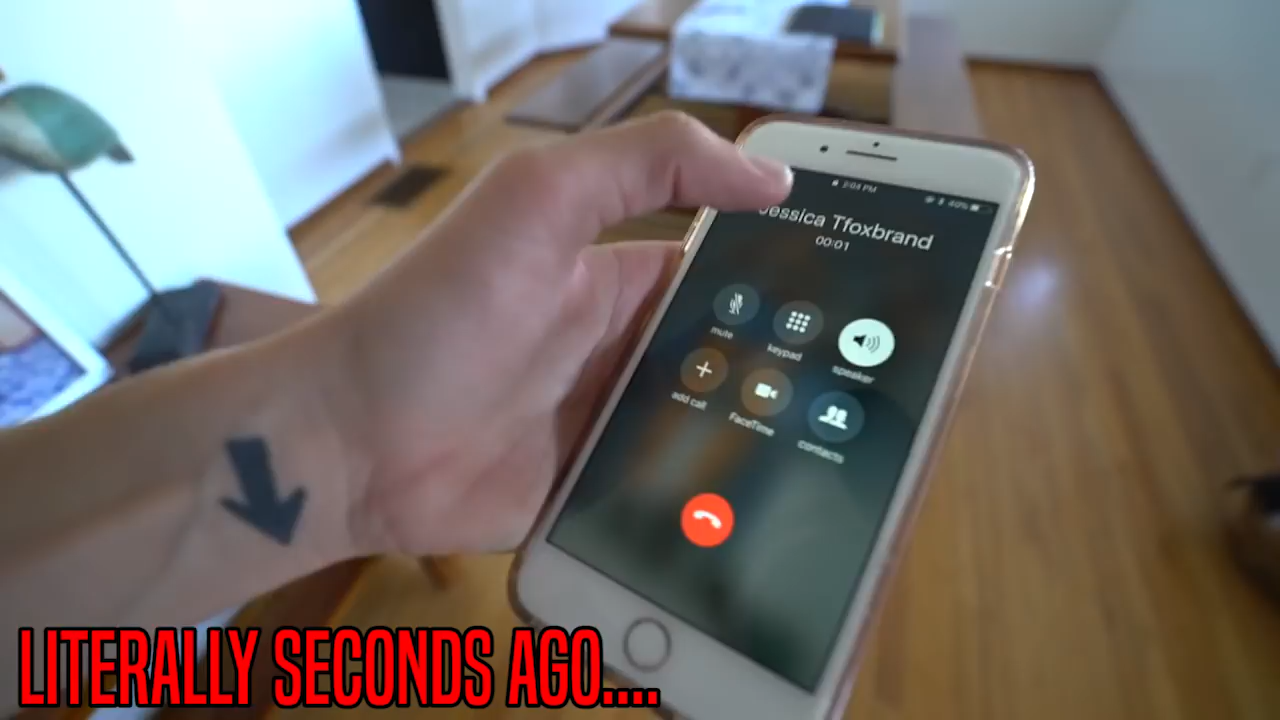 2:04 PM
40%
Jessica Tfoxbrand
00:01
mute
keypad
speaker
add call
FaceTime
contacts
LITERALLY SECONDS AGO....